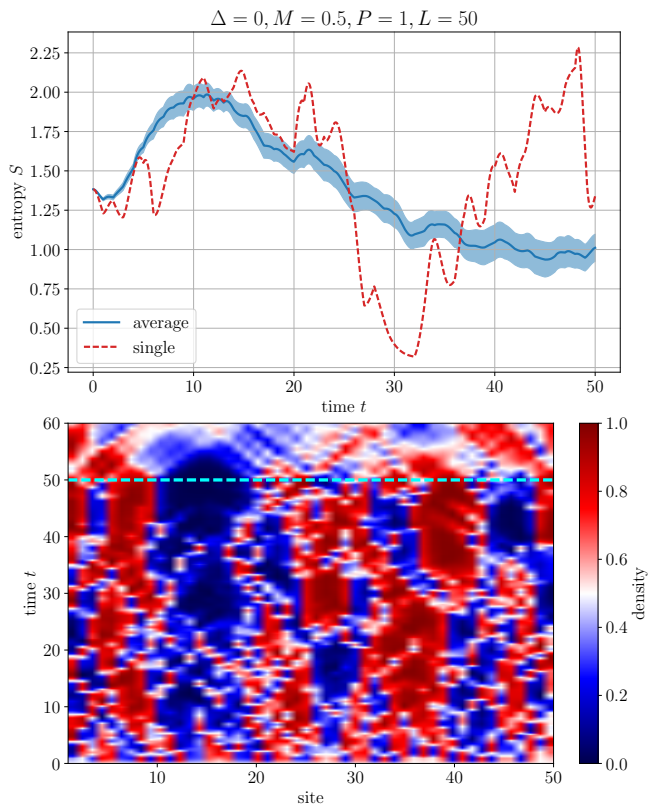 Δ = 0, M = 0.5, P = 1, L = 50
2.25
2.00
1.75
1.50
1.25
1.00
0.75
0.50
0.25
entropy S
average
single
0 10 20 30 40 50
time t
60
50
40
30
20
10
0
time t
10 20 30 40 50
site
1.0
0.8
0.6
0.4
0.2
0.0
density